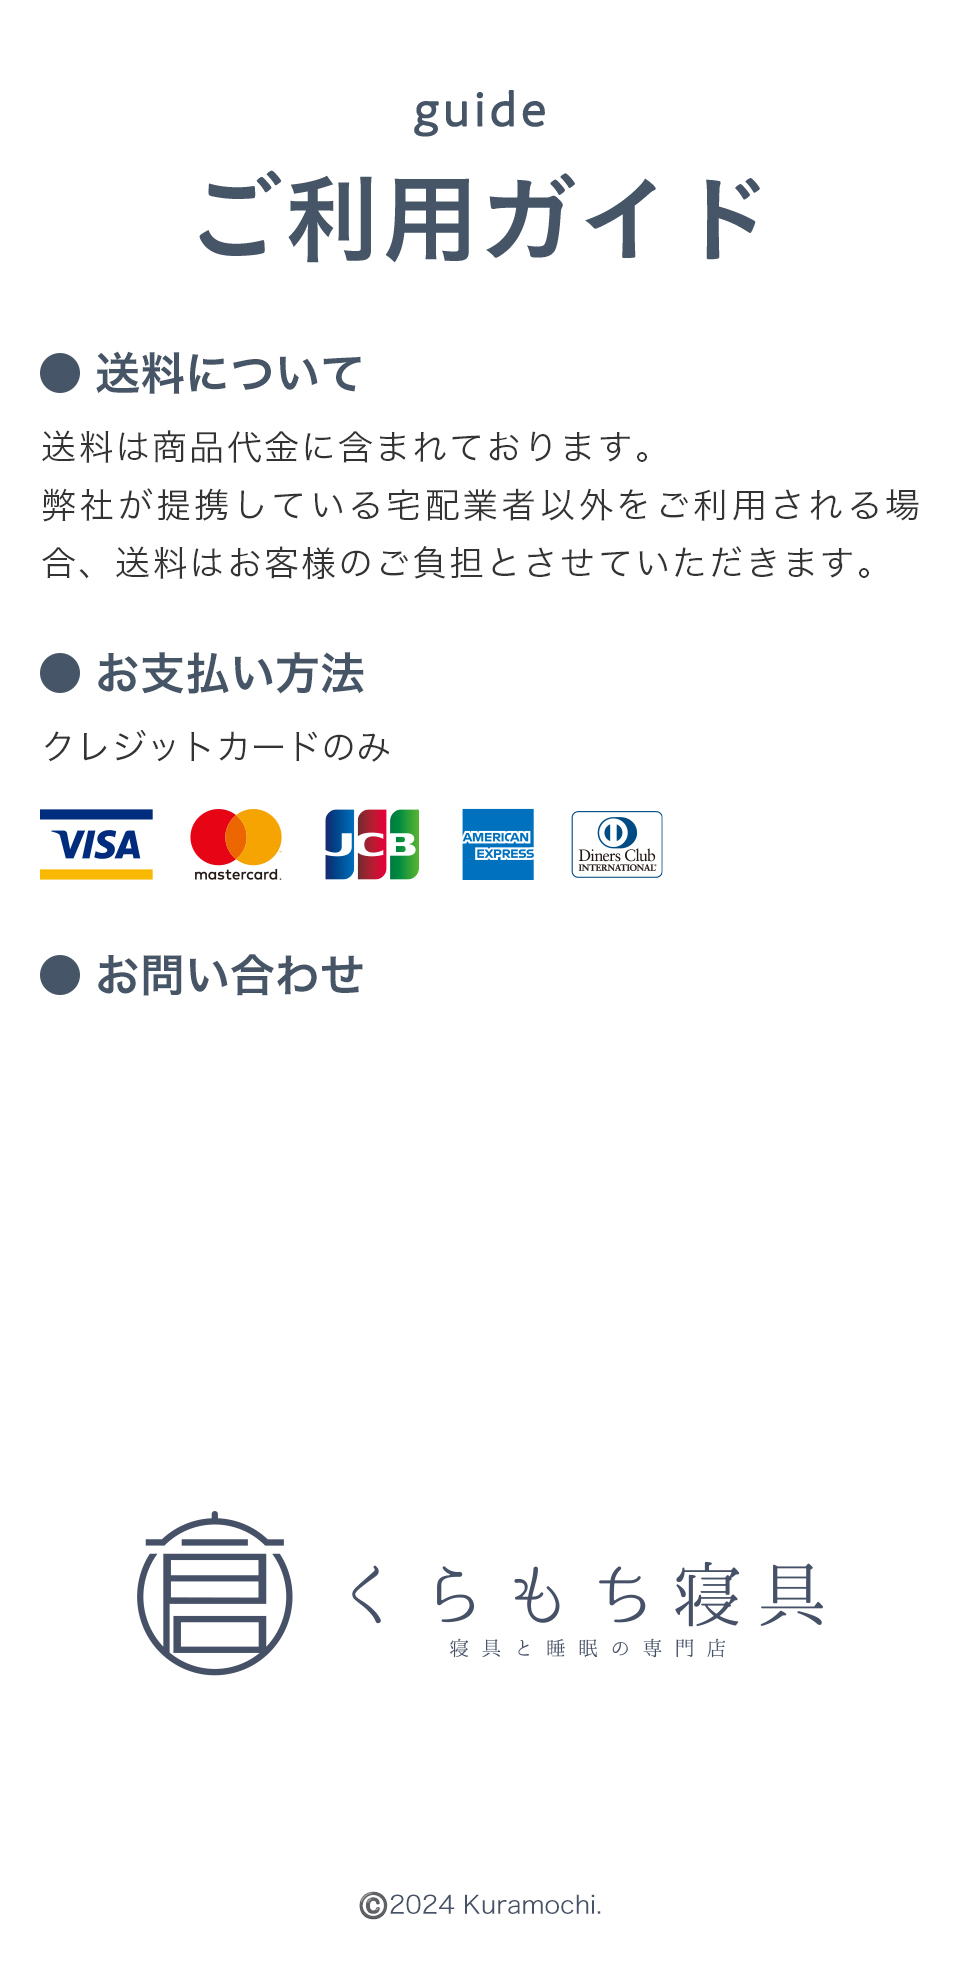 guide
ご利用ガイド
● 送料について
送料は商品代金に含まれております。
弊社が提携している宅配業者以外をご利用される場
合、送料はお客様のご負担とさせていただきます。
● お支払い方法
クレジットカードのみ
VISA
mastercard.
JCB
AMERICAN
EXPRESS
Diners Club
INTERNATIONAL®
● お問い合わせ
くらもち寝具
寝具と睡眠の専門店
©2024 Kuramochi.